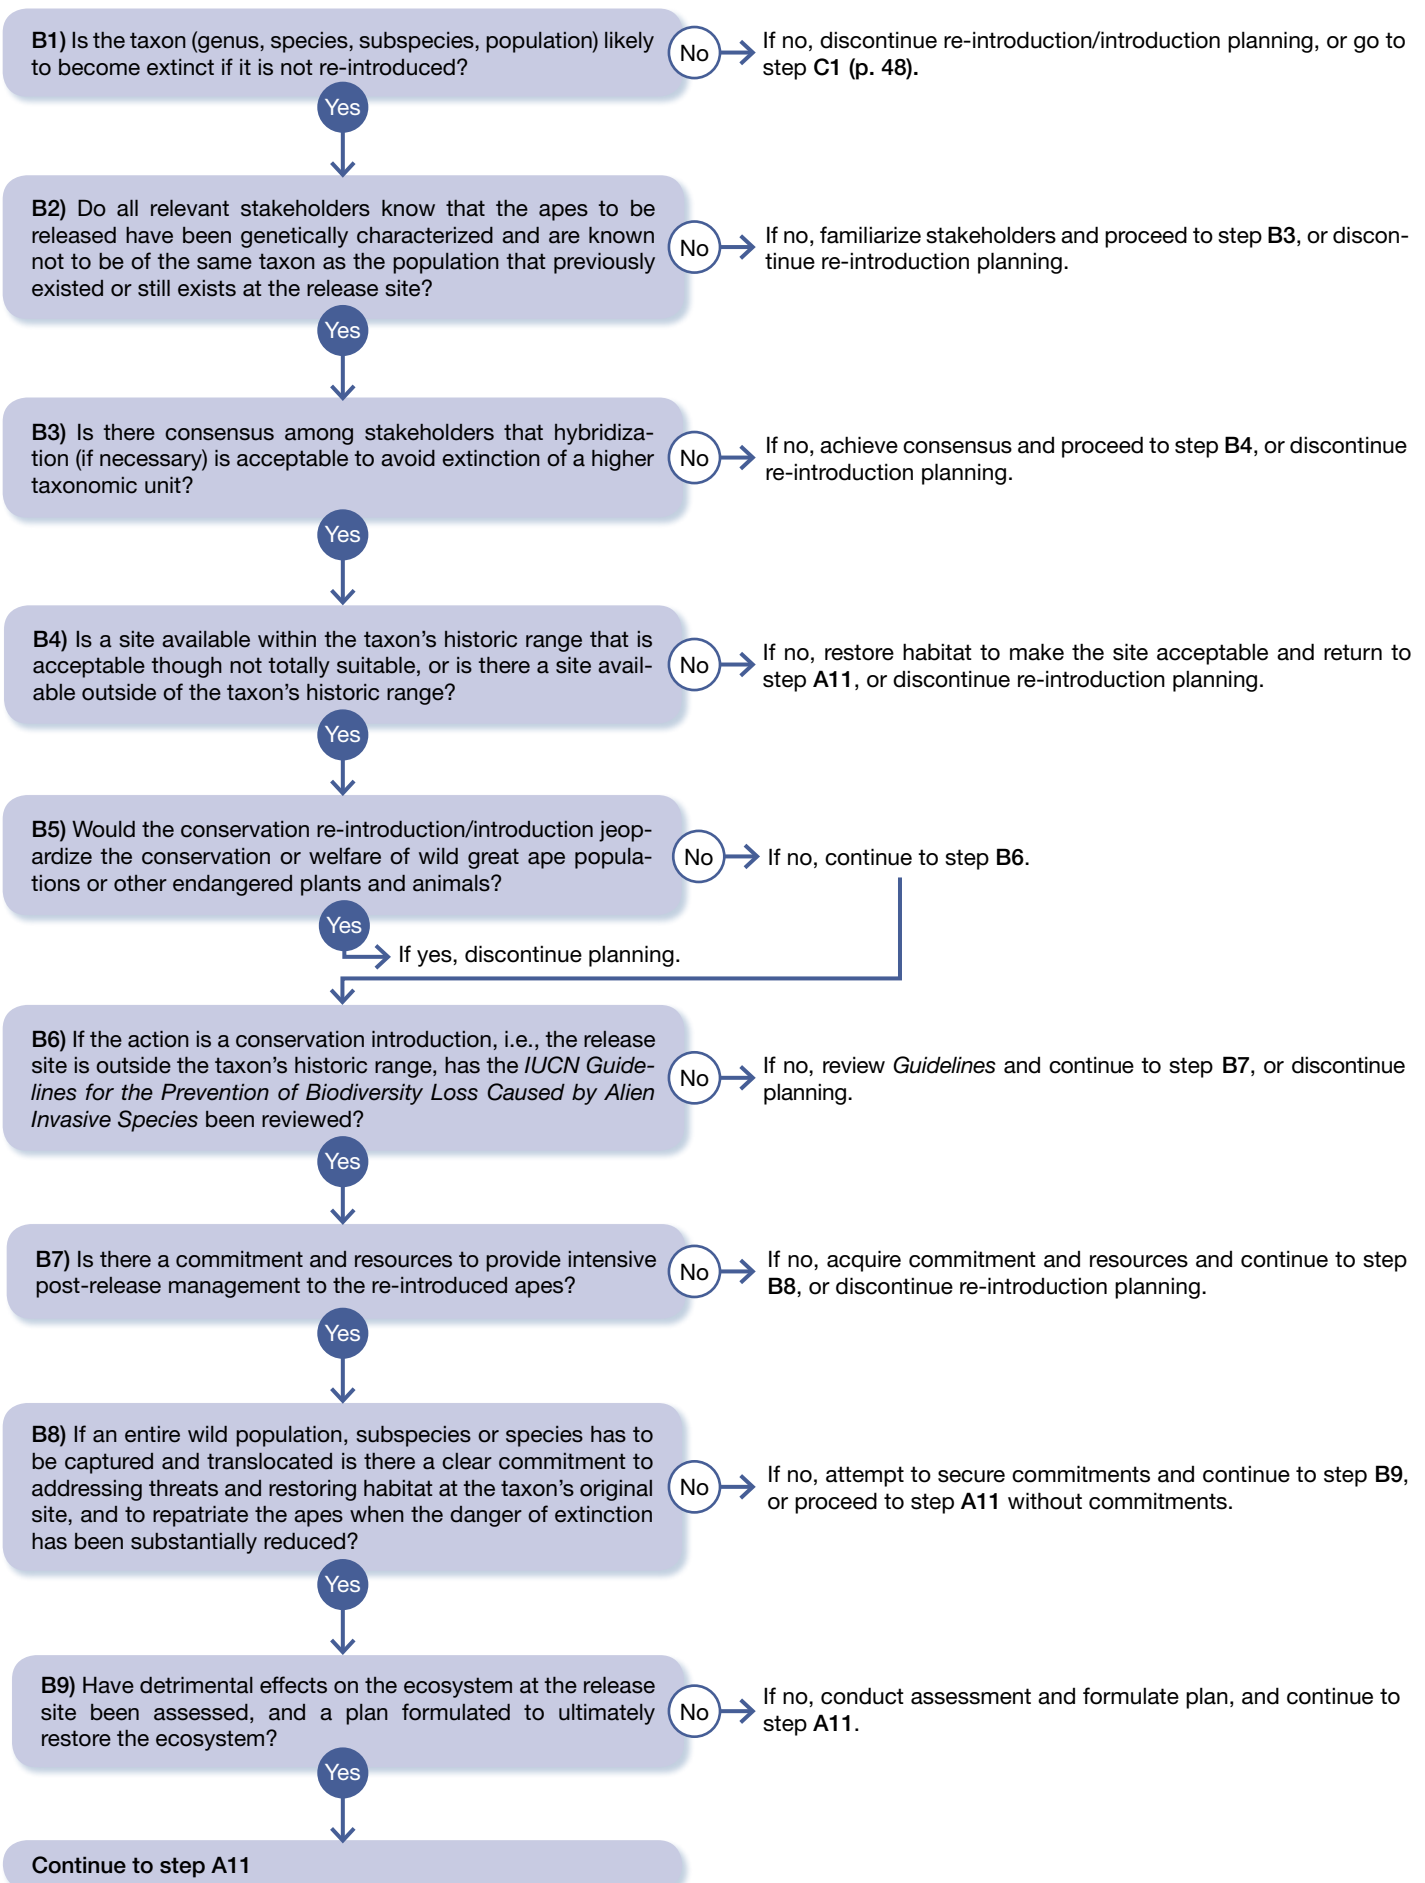 B1) Is the taxon (genus, species, subspecies, population) likely
to become extinct if it is not re-introduced?
No
If no, discontinue re-introduction/introduction planning, or go to
step C1 (p. 48).
Yes
B2) Do all relevant stakeholders know that the apes to be
released have been genetically characterized and are known
not to be of the same taxon as the population that previously
existed or still exists at the release site?
No
If no, familiarize stakeholders and proceed to step B3, or discon-
tinue re-introduction planning.
Yes
B3) Is there consensus among stakeholders that hybridiza-
tion (if necessary) is acceptable to avoid extinction of a higher
taxonomic unit?
No
If no, achieve consensus and proceed to step B4, or discontinue
re-introduction planning.
Yes
B4) Is a site available within the taxon's historic range that is
acceptable though not totally suitable, or is there a site avail-
able outside of the taxon's historic range?
No
If no, restore habitat to make the site acceptable and return to
step A11, or discontinue re-introduction planning.
Yes
B5) Would the conservation re-introduction/introduction jeop-
ardize the conservation or welfare of wild great ape popula-
tions or other endangered plants and animals?
No
If no, continue to step B6.
Yes
If yes, discontinue planning.
B6) If the action is a conservation introduction, i.e., the release
site is outside the taxon's historic range, has the IUCN Guide-
lines for the Prevention of Biodiversity Loss Caused by Alien
Invasive Species been reviewed?
No
If no, review Guidelines and continue to step B7, or discontinue
planning.
Yes
B7) Is there a commitment and resources to provide intensive
post-release management to the re-introduced apes?
No
If no, acquire commitment and resources and continue to step
B8, or discontinue re-introduction planning.
Yes
B8) If an entire wild population, subspecies or species has to
be captured and translocated is there a clear commitment to
addressing threats and restoring habitat at the taxon's original
site, and to repatriate the apes when the danger of extinction
has been substantially reduced?
No
If no, attempt to secure commitments and continue to step B9,
or proceed to step A11 without commitments.
Yes
B9) Have detrimental effects on the ecosystem at the release
site been assessed, and a plan formulated to ultimately
restore the ecosystem?
No
If no, conduct assessment and formulate plan, and continue to
step A11.
Yes
Continue to step A11